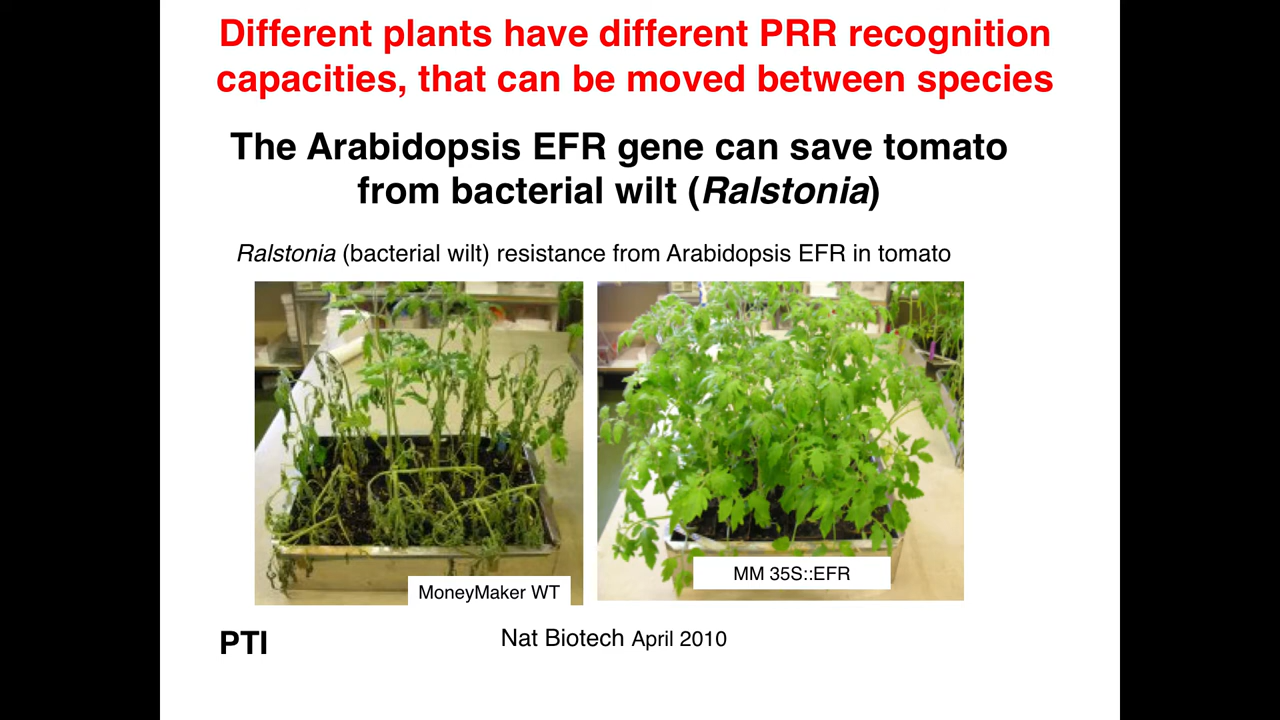 Different plants have different PRR recognition
capacities, that can be moved between species
The Arabidopsis EFR gene can save tomato
from bacterial wilt (Ralstonia)
Ralstonia (bacterial wilt) resistance from Arabidopsis EFR in tomato
MoneyMaker WT
MM 35S::EFR
PTI
Nat Biotech April 2010